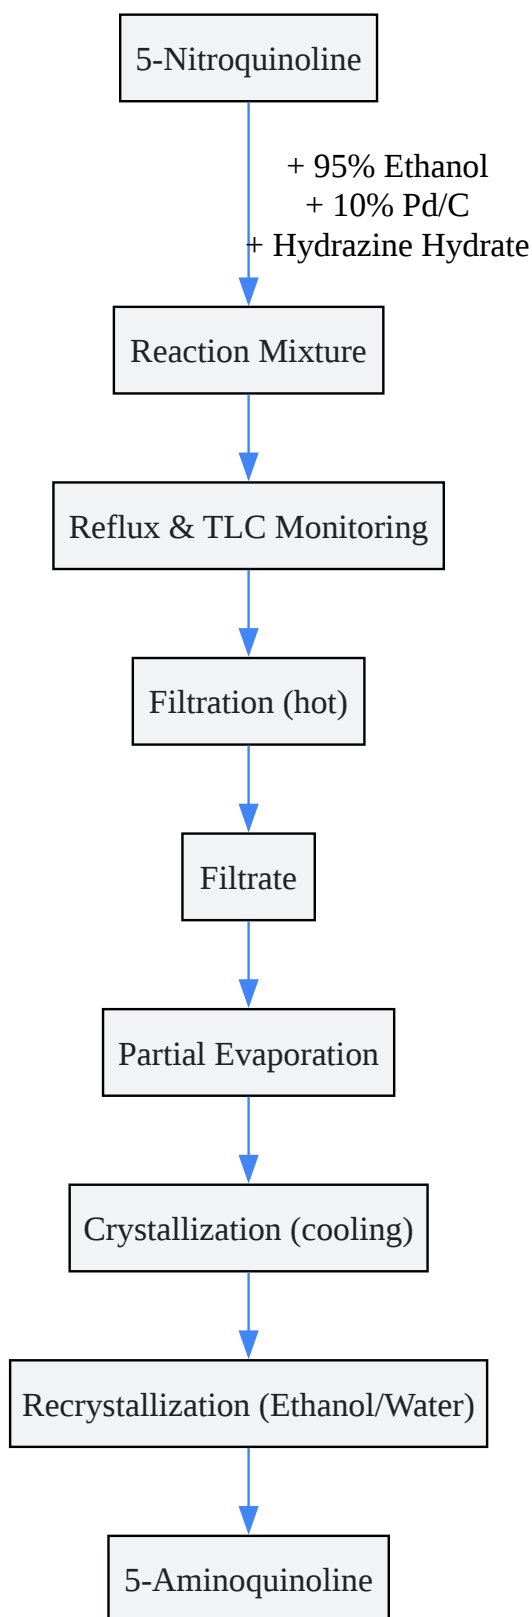 5-Nitroquinoline
+ 95% Ethanol
+ 10% Pd/C
+ Hydrazine Hydrate
Reaction Mixture
Reflux & TLC Monitoring
Filtration (hot)
Filtrate
Partial Evaporation
Crystallization (cooling)
Recrystallization (Ethanol/Water)
5-Aminoquinoline